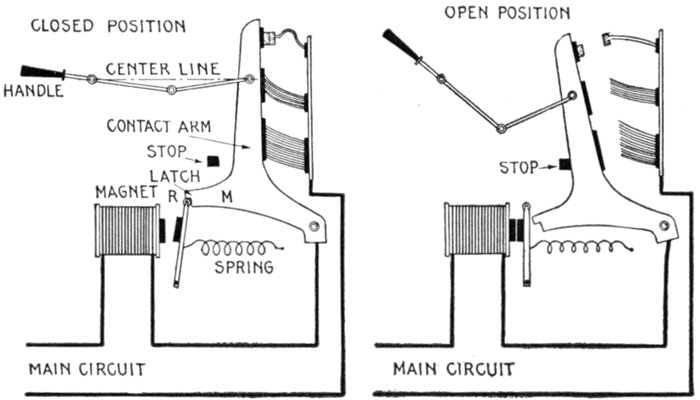 CLOSED POSITION
CENTER LINE
HANDLE
CONTACT ARM
STOP
LATCH
MAGNET
R
M
SPRING
MAIN CIRCUIT
OPEN POSITION
STOP
MAIN CIRCUIT